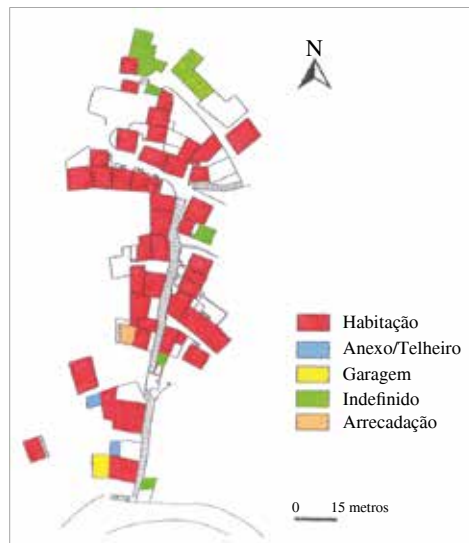 N
Habitação
Anexo/Telheiro
Garagem
Indefinido
Arrecadação
0 15 metros